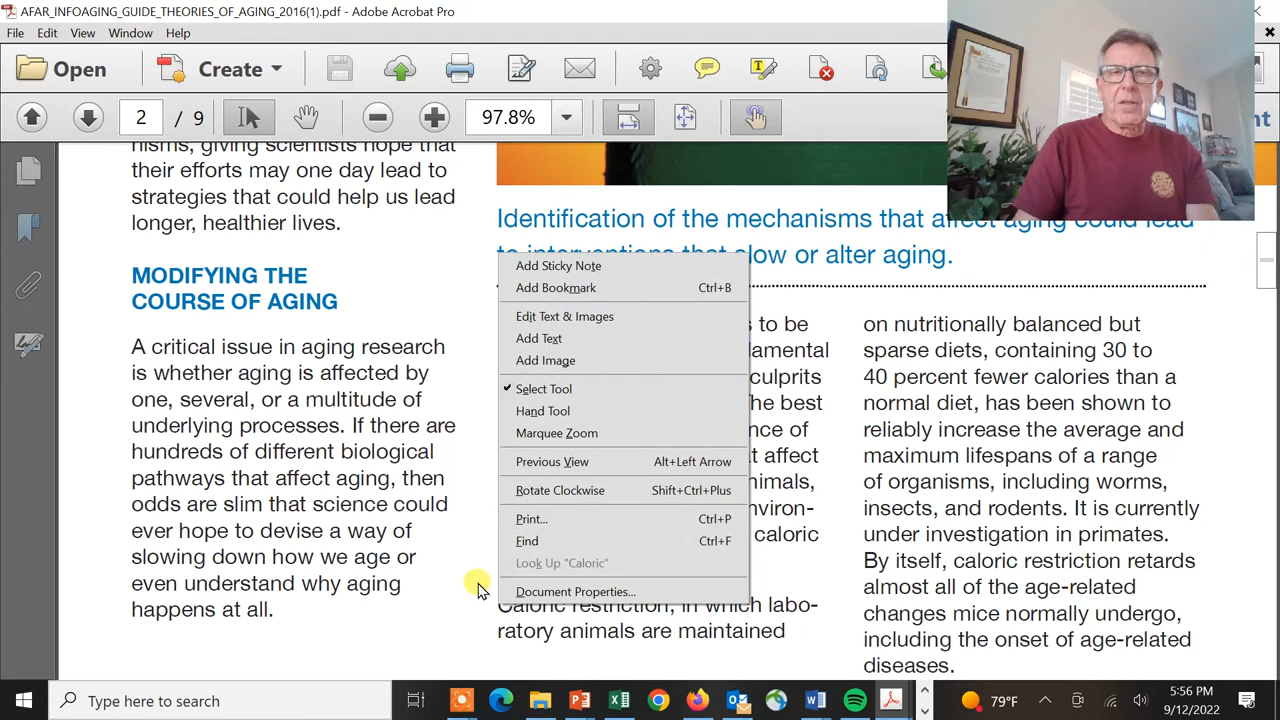 AFAR_INFOAGING_GUIDE_THEORIES_OF_AGING_2016(1).pdf - Adobe Acrobat Pro
File Edit View Window Help
Open Create
2 / 9 97.8%
nisms, giving scientists hope that
their efforts may one day lead to
strategies that could help us lead
longer, healthier lives.
MODIFYING THE
COURSE OF AGING
A critical issue in aging research
is whether aging is affected by
one, several, or a multitude of
underlying processes. If there are
hundreds of different biological
pathways that affect aging, then
odds are slim that science could
ever hope to devise a way of
slowing down how we age or
even understand why aging
happens at all.
Identification of the mechanisms that affect aging could lead
to interventions that slow or alter aging.
Add Sticky Note
Add Bookmark Ctrl+B
Edit Text & Images
Add Text
Add Image
Select Tool
Hand Tool
Marquee Zoom
Previous View Alt+Left Arrow
Rotate Clockwise Shift+Ctrl+Plus
Print... Ctrl+P
Find Ctrl+F
Look Up "Caloric"
Document Properties...
s to be
lamental
culprits
he best
nce of
at affect
nimals,
nviron-
caloric
Caloric restriction, in which labo-
ratory animals are maintained
on nutritionally balanced but
sparse diets, containing 30 to
40 percent fewer calories than a
normal diet, has been shown to
reliably increase the average and
maximum lifespans of a range
of organisms, including worms,
insects, and rodents. It is currently
under investigation in primates.
By itself, caloric restriction retards
almost all of the age-related
changes mice normally undergo,
including the onset of age-related
diseases.
Type here to search
79°F
5:56 PM
9/12/2022